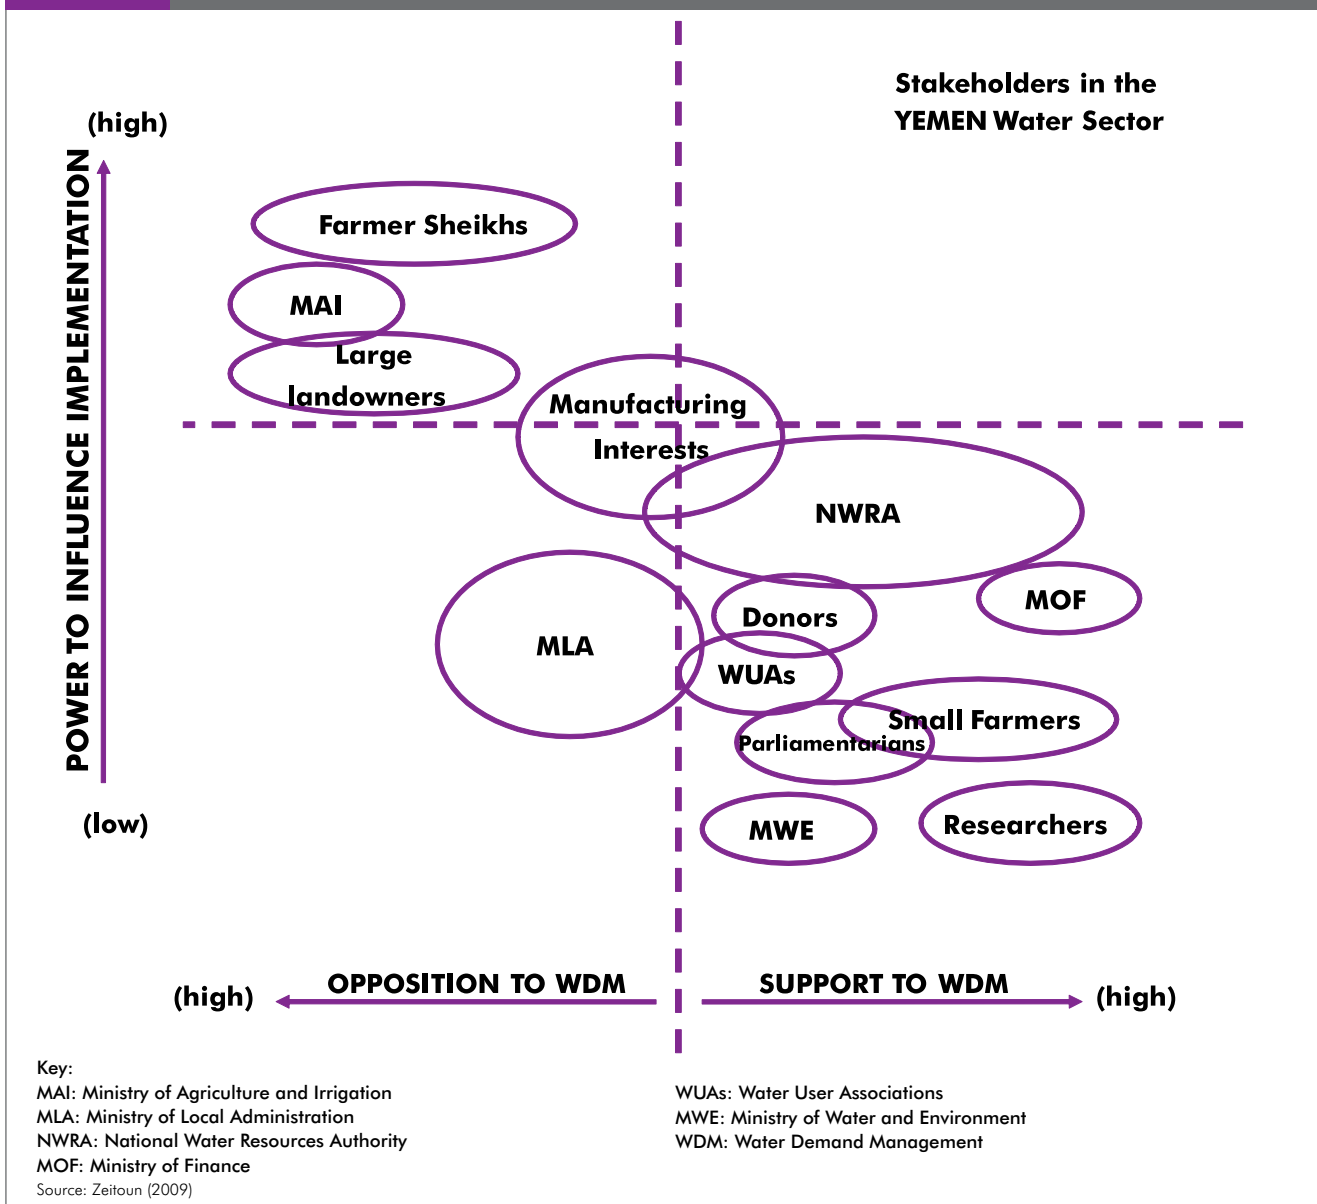 Stakeholders in the
YEMEN Water Sector
(high)
POWER TO INFLUENCE IMPLEMENTATION
(low)
Farmer Sheikhs
MAI
Large
landowners
Manufacturing
Interests
NWRA
MOF
Donors
MLA
WUAs
Small Farmers
Parliamentarians
MWE
Researchers
(high)
OPPOSITION TO WDM
SUPPORT TO WDM
(high)
Key:
MAI: Ministry of Agriculture and Irrigation
MLA: Ministry of Local Administration
NWRA: National Water Resources Authority
MOF: Ministry of Finance
WUAs: Water User Associations
MWE: Ministry of Water and Environment
WDM: Water Demand Management
Source: Zeitoun (2009)